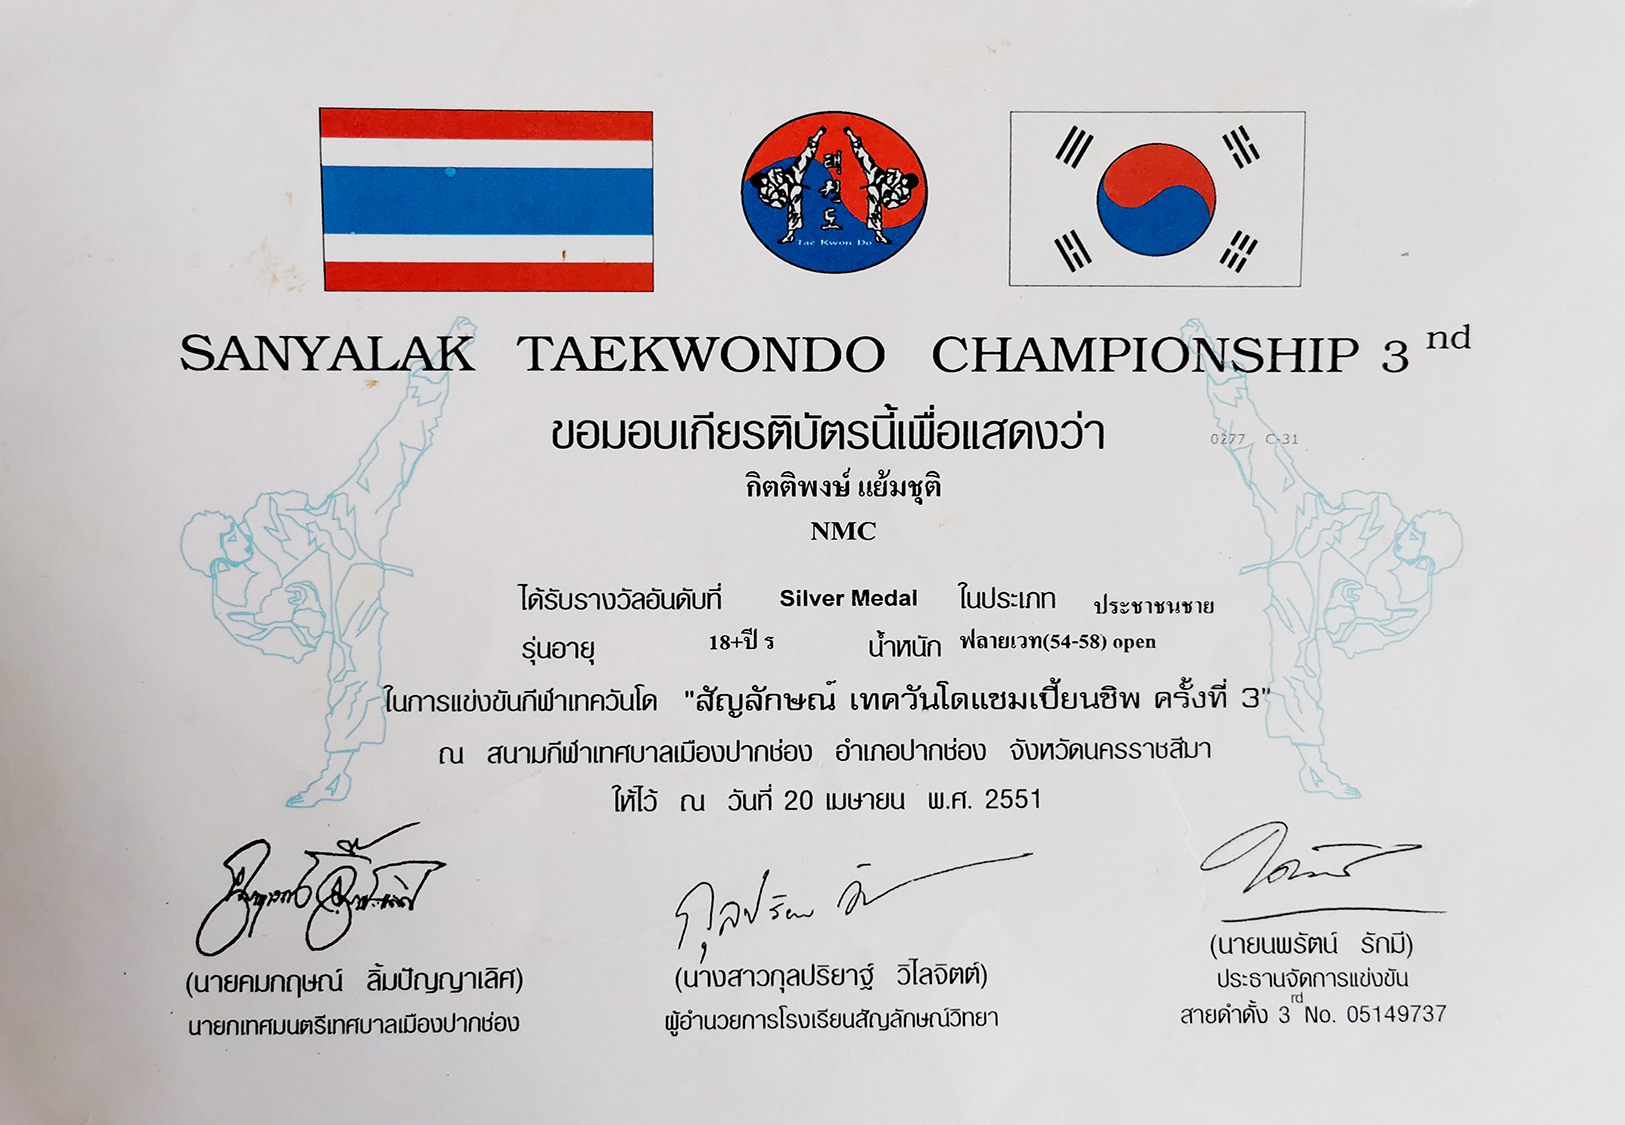 태권도
Tae Kwon Do
SANYALAK TAEKWONDO CHAMPIONSHIP 3 nd
ขอมอบเกียรติบัตรนี้เพื่อแสดงว่า
0277 C-31
กิตติพงษ์ แย้มชุติ
NMC
ได้รับรางวัลอันดับที่ Silver Medal ในประเภท ประชาชนชาย
รุ่นอายุ 18+ปี ร น้ำหนัก ฟลายเวท(54-58) open
ในการแข่งขันกีฬาเทควันโด "สัญลักษณ์ เทควันโดแชมเปี้ยนชิพ ครั้งที่ 3"
ณ สนามกีฬาเทศบาลเมืองปากช่อง อำเภอปากช่อง จังหวัดนครราชสีมา
ให้ไว้ ณ วันที่ 20 เมษายน พ.ศ. 2551
(นายคมกฤษณ์ ลิ้มปัญญาเลิศ)
นายกเทศมนตรีเทศบาลเมืองปากช่อง
(นางสาวกุลปริยาฐ์ วิไลจิตต์)
ผู้อำนวยการโรงเรียนสัญลักษณ์วิทยา
(นายนพรัตน์ รักมี)
ประธานจัดการแข่งขัน
สายดำดั้ง 3 rd No. 05149737